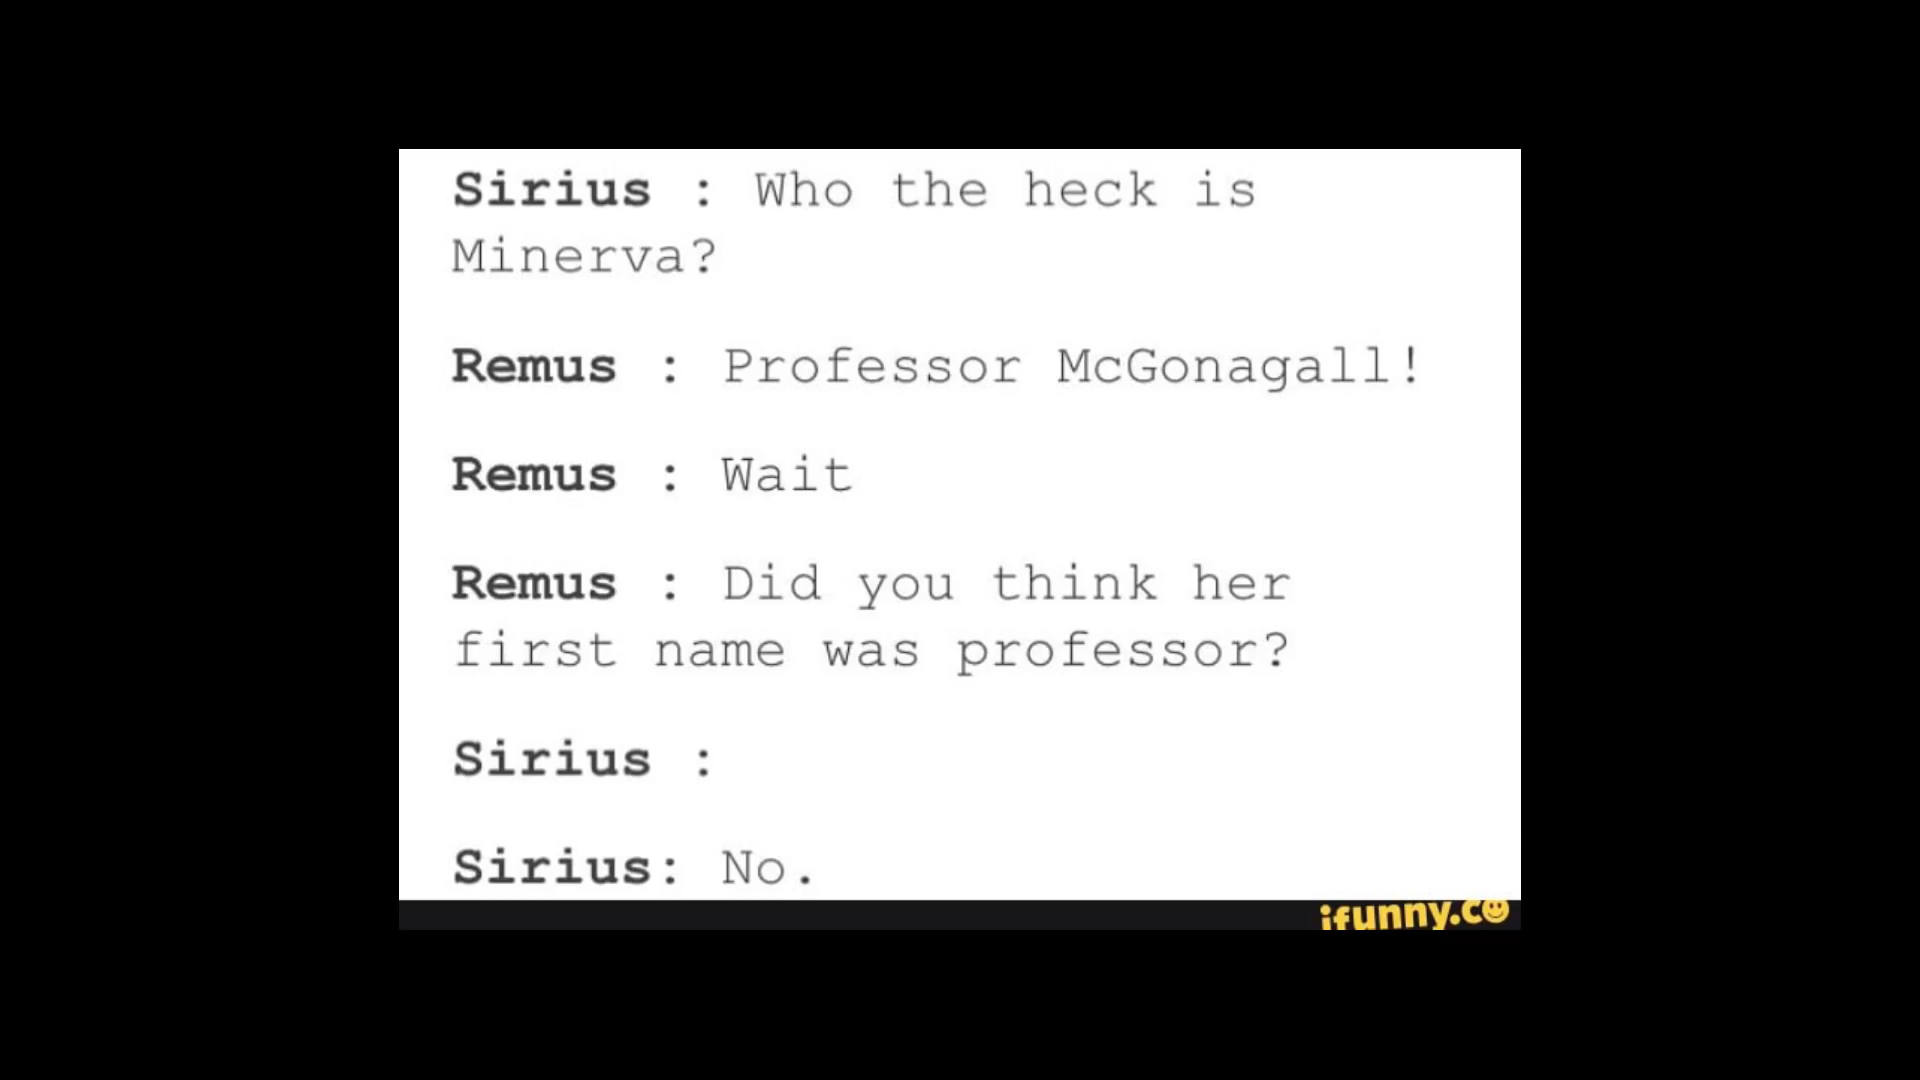 Sirius : Who the heck is
Minerva?
Remus : Professor McGonagall!
Remus : Wait
Remus : Did you think her
first name was professor?
Sirius :
Sirius: No.
ifunny.co